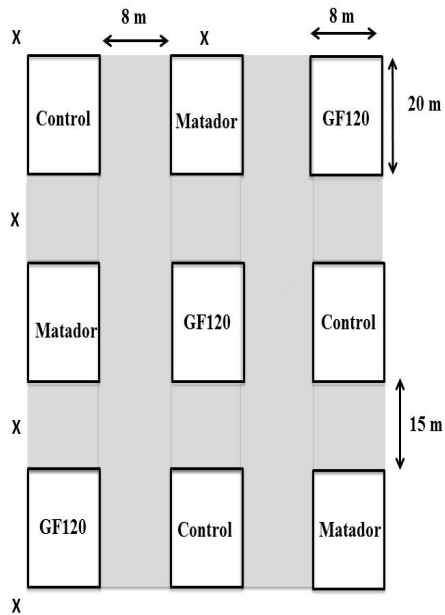 8 m
8 m
X
X
Control
Matador
GF120
20 m
X
Matador
GF120
Control
X
15 m
GF120
Control
Matador
X